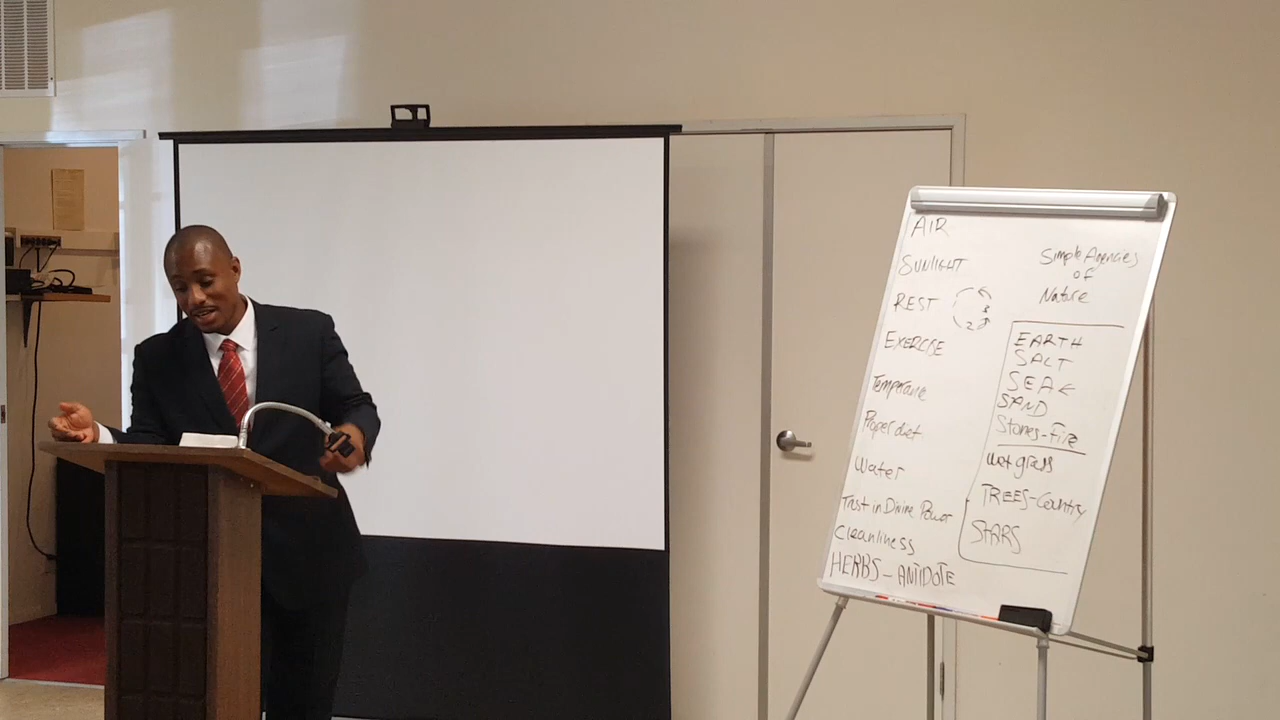 AIR
SUNLIGHT
REST
EXERCISE
Temperance
Proper diet
Water
Trust in Divine Power
Cleanliness
HERBS - ANTIDOTE
Simple Agencies
of
Nature
EARTH
SALT
SEA
SAND
Stones-Fire
wet grass
TREES-Country
STARS